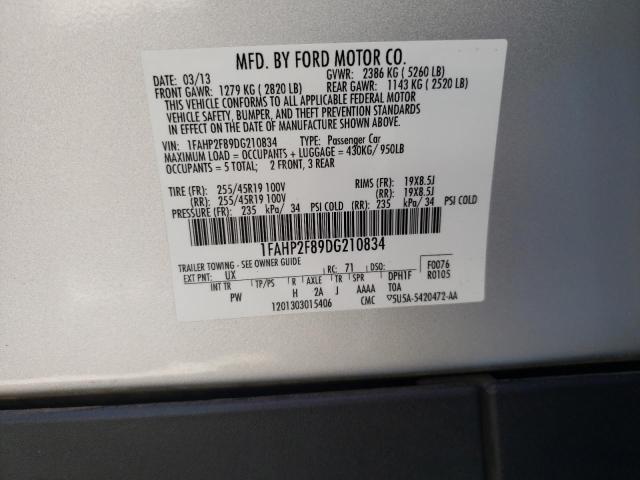 MFD. BY FORD MOTOR CO.
DATE: 03/13 GVWR: 2386 KG ( 5260 LB)
FRONT GAWR: 1279 KG ( 2820 LB) REAR GAWR: 1143 KG ( 2520 LB)
THIS VEHICLE CONFORMS TO ALL APPLICABLE FEDERAL MOTOR
VEHICLE SAFETY, BUMPER, AND THEFT PREVENTION STANDARDS
IN EFFECT ON THE DATE OF MANUFACTURE SHOWN ABOVE.
VIN: 1FAHP2F89DG210834 TYPE: Passenger Car
MAXIMUM LOAD = OCCUPANTS + LUGGAGE = 430KG/ 950LB
OCCUPANTS = 5 TOTAL; 2 FRONT, 3 REAR
TIRE (FR): 255/45R19 100V RIMS (FR): 19X8.5J
(RR): 255/45R19 100V (RR): 19X8.5J
PRESSURE (FR): 235 kPa/ 34 PSI COLD (RR): 235 kPa/ 34 PSI COLD
1FAHP2F89DG210834
TRAILER TOWING - SEE OWNER GUIDE
EXT PNT: UX RC: 71 DSO: F0076
INT TR TP/PS R AXLE TR SPR DPH1F R0105
PW H 2A J AAAA TOA
1201303015406 CMC 5U5A-5420472-AA